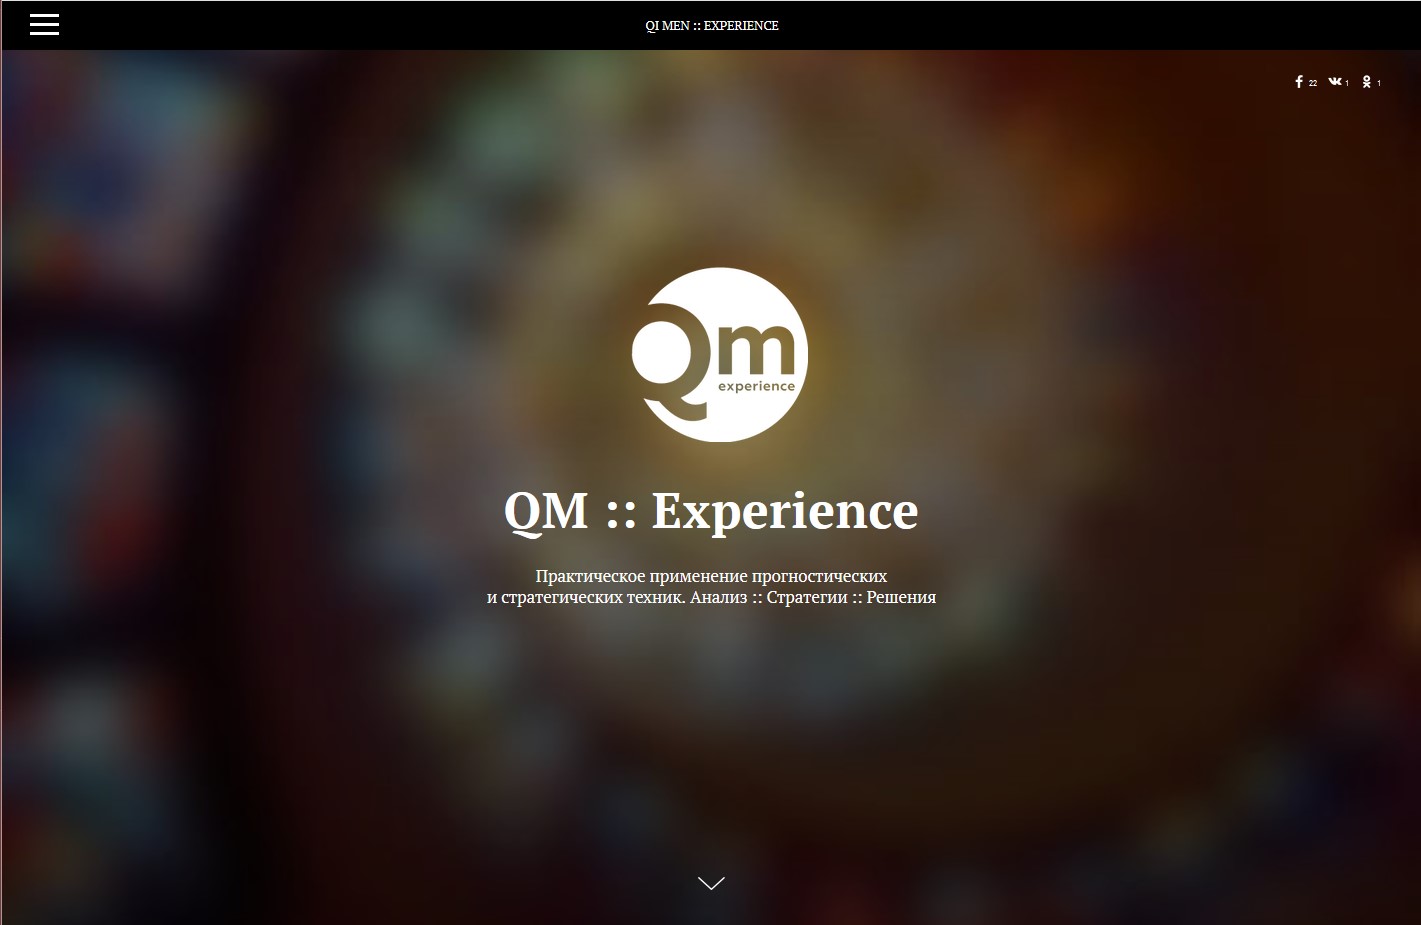 QI MEN :: EXPERIENCE
22
1
1
Qm
experience
QM :: Experience
Практическое применение прогностических
и стратегических техник. Анализ :: Стратегии :: Решения